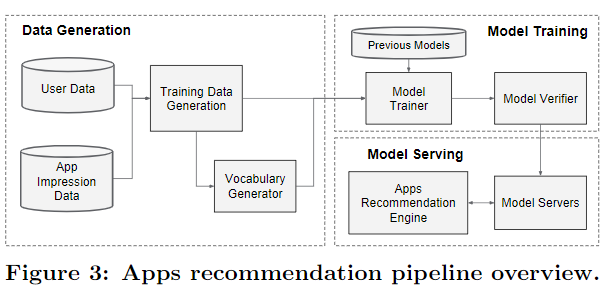 Data Generation
User Data
App
Impression
Data
Training Data
Generation
Vocabulary
Generator
Model Training
Previous Models
Model
Trainer
Model Verifier
Model Serving
Apps
Recommendation
Engine
Model Servers
Figure 3: Apps recommendation pipeline overview.